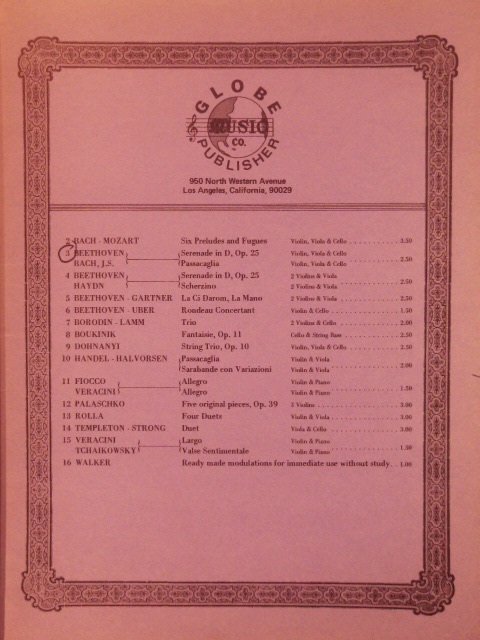 GLOBE
MUSIC
CO.
PUBLISHER
950 North Western Avenue
Los Angeles, California, 90029
2 BACH - MOZART Six Preludes and Fugues Violin, Viola & Cello . . . . . . . . . . 3.50
3 BEETHOVEN Serenade in D, Op. 25 Violin, Viola & Cello
BACH, J.S. Passacaglia Violin, Viola & Cello . . . . . . . . . . 3.50
4 BEETHOVEN Serenade in D, Op. 25 2 Violins & Viola
HAYDN Scherzino 2 Violins & Viola . . . . . . . . . . 2.50
5 BEETHOVEN - GARTNER La Ci Darom, La Mano 2 Violins & Viola . . . . . . . . . . 2.50
6 BEETHOVEN - UBER Rondeau Concertant Violin & Cello . . . . . . . . . . 1.50
7 BORODIN - LAMM Trio 2 Violins & Cello . . . . . . . . . . 2.00
8 BOUKINIK Fantaisie, Op. 11 Cello & String Bass . . . . . . . . . . 2.50
9 DOHNANYI String Trio, Op. 10 Violin, Viola & Cello . . . . . . . . . . 3.50
10 HANDEL - HALVORSEN Passacaglia Violin & Viola
Sarabande con Variazioni Violin & Viola . . . . . . . . . . 2.00
11 FIOCCO Allegro Violin & Piano
VERACINI Allegro Violin & Piano . . . . . . . . . . 1.50
12 PALASCHKO Five original pieces, Op. 39 2 Violins . . . . . . . . . . 3.00
13 ROLLA Four Duets Violin & Viola . . . . . . . . . . 3.00
14 TEMPLETON - STRONG Duet Viola & Cello . . . . . . . . . . 3.00
15 VERACINI Largo Violin & Piano
TCHAIKOWSKY Valse Sentimentale Violin & Piano . . . . . . . . . . 1.50
16 WALKER Ready made modulations for immediate use without study. . 1.00